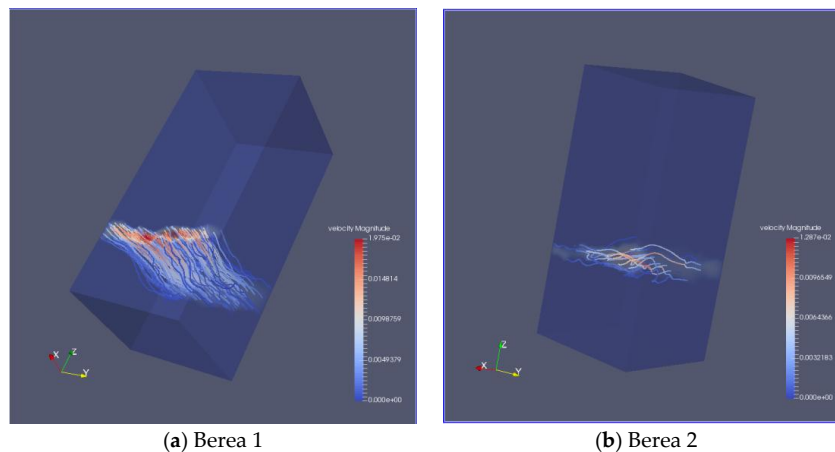 velocity Magnitude
1.975e-02
0.014814
0.0098759
0.0049379
0.000e+00
X
Z
Y
(a) Berea 1
velocity Magnitude
1.287e-02
0.0096549
0.0064366
0.0032183
0.000e+00
Z
X
Y
(b) Berea 2